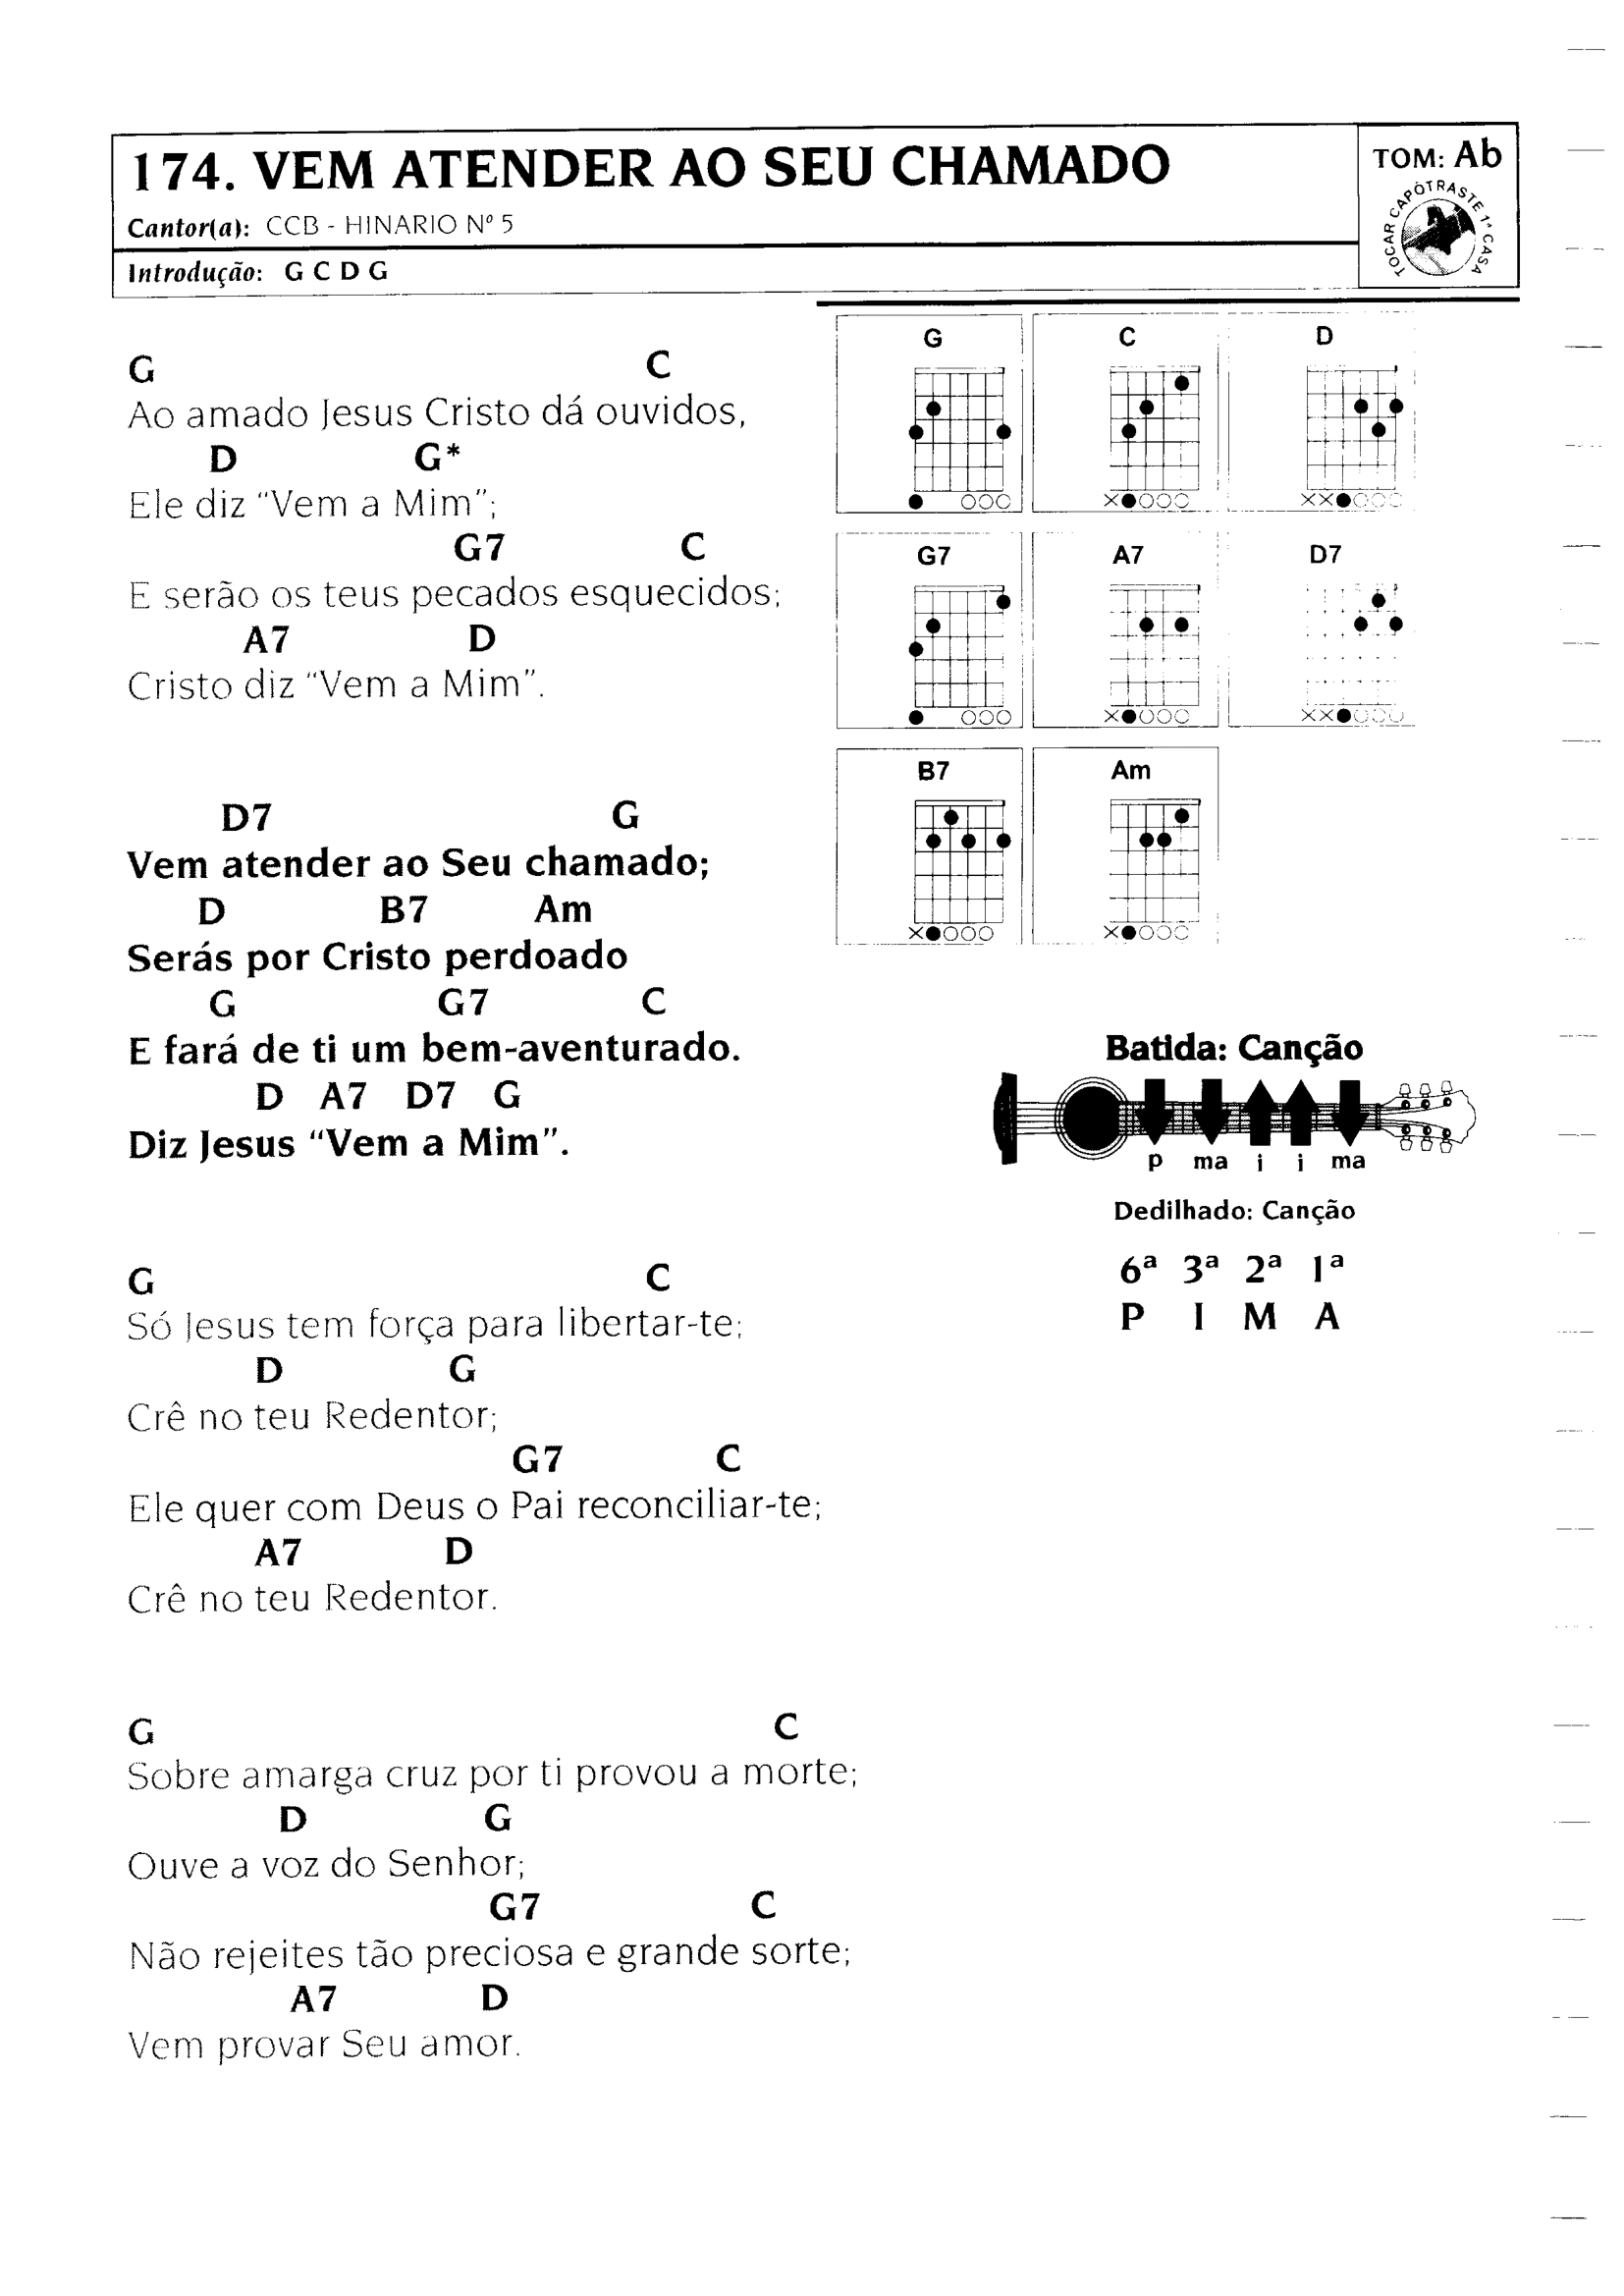 174. VEM ATENDER AO SEU CHAMADO
Cantor(a): CCB - HINARIO Nº 5
Introdução: G C D G
TOM: Ab
TOCAR CAPOTRASTE 1ª CASA
G C
Ao amado Jesus Cristo dá ouvidos,
D G*
Ele diz “Vem a Mim”;
G7 C
E serão os teus pecados esquecidos;
A7 D
Cristo diz “Vem a Mim”.
D7 G
Vem atender ao Seu chamado;
D B7 Am
Serás por Cristo perdoado
G G7 C
E fará de ti um bem-aventurado.
D A7 D7 G
Diz Jesus “Vem a Mim”.
G C
Só Jesus tem força para libertar-te;
D G
Crê no teu Redentor;
G7 C
Ele quer com Deus o Pai reconciliar-te;
A7 D
Crê no teu Redentor.
G C
Sobre amarga cruz por ti provou a morte;
D G
Ouve a voz do Senhor;
G7 C
Não rejeites tão preciosa e grande sorte;
A7 D
Vem provar Seu amor.
G C D
G7 A7 D7
B7 Am
Batida: Canção
p ma i i ma
Dedilhado: Canção
6ª 3ª 2ª 1ª
P I M A